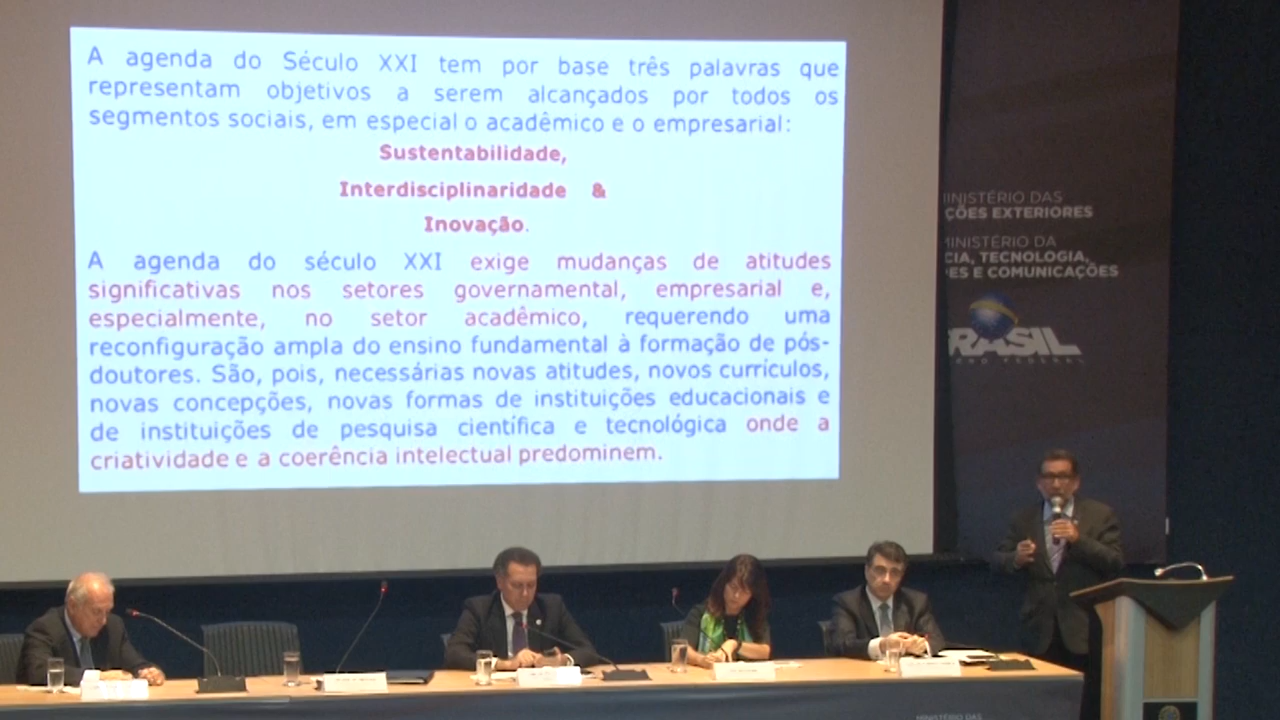 A agenda do Século XXI tem por base três palavras que
representam objetivos a serem alcançados por todos os
segmentos sociais, em especial o acadêmico e o empresarial:
Sustentabilidade,
Interdisciplinaridade &
Inovação.
A agenda do século XXI exige mudanças de atitudes
significativas nos setores governamental, empresarial e,
especialmente, no setor acadêmico, requerendo uma
reconfiguração ampla do ensino fundamental à formação de pós-
doutores. São, pois, necessárias novas atitudes, novos currículos,
novas concepções, novas formas de instituições educacionais e
de instituições de pesquisa científica e tecnológica onde a
criatividade e a coerência intelectual predominem.
INISTÉRIO DAS
ÇÕES EXTERIORES
MINISTÉRIO DA
CIA, TECNOLOGIA,
ES E COMUNICAÇÕES
BRASIL
MINISTÉRIO DAS